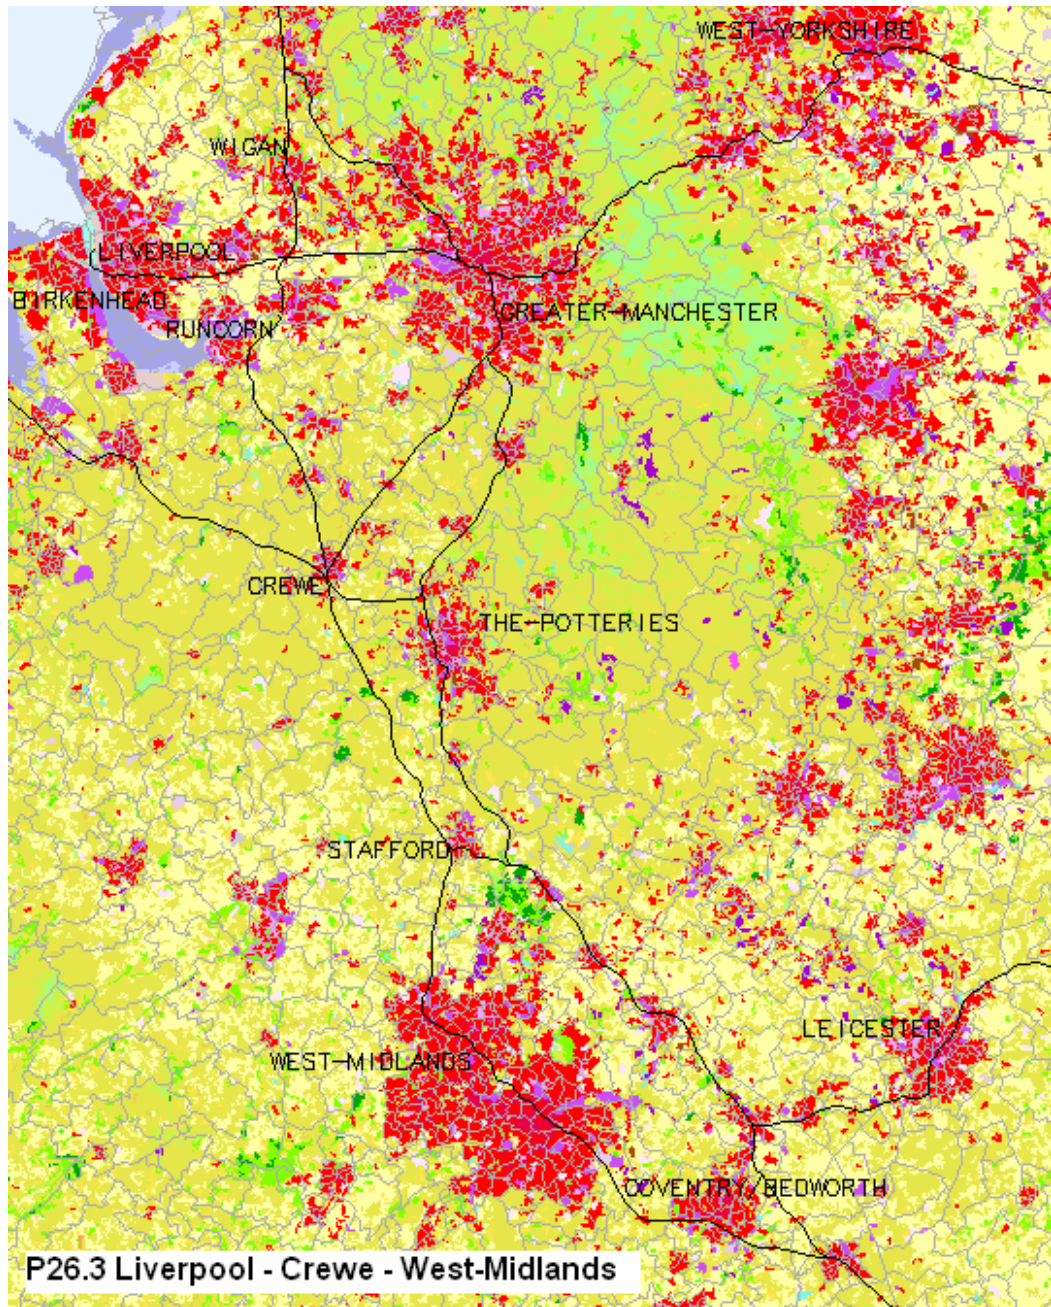 WEST-YORKSHIRE
WIGAN
LIVERPOOL
BIRKENHEAD
GREATER-MANCHESTER
RUNCORN
CREWE
THE-POTTERIES
STAFFORD
LEICESTER
WEST-MIDLANDS
COVENTRY/BEDWORTH
P26.3 Liverpool - Crewe - West-Midlands